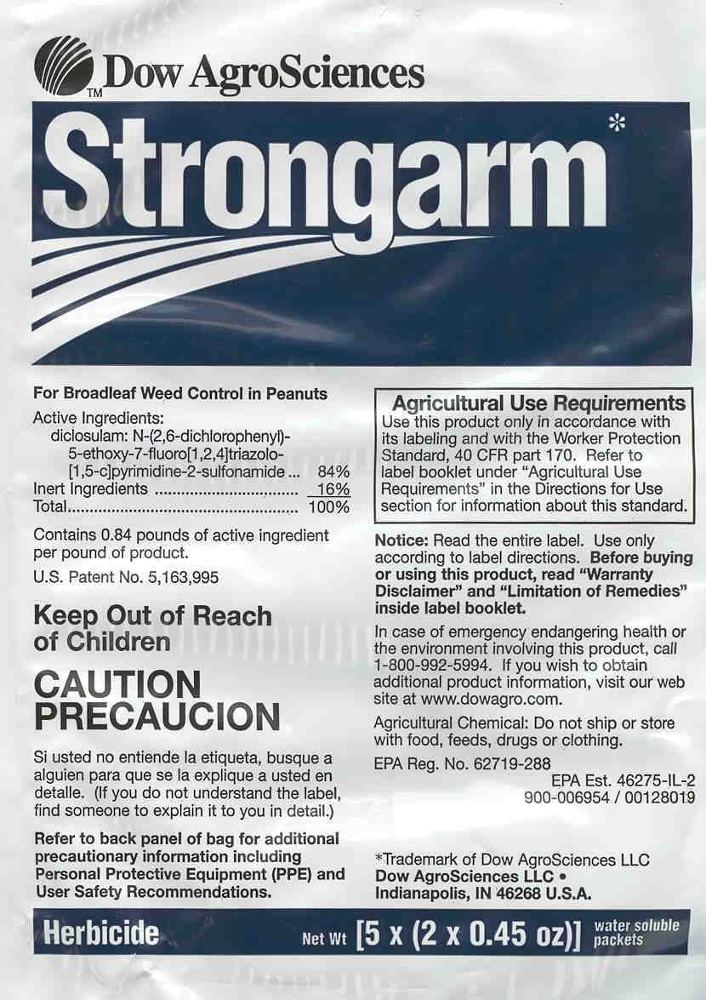 Dow AgroSciences
TM
Strongarm*
For Broadleaf Weed Control in Peanuts
Active Ingredients:
diclosulam: N-(2,6-dichlorophenyl)-
5-ethoxy-7-fluoro[1,2,4]triazolo-
[1,5-c]pyrimidine-2-sulfonamide ... 84%
Inert Ingredients .................................. 16%
Total.................................................... 100%
Contains 0.84 pounds of active ingredient
per pound of product.
U.S. Patent No. 5,163,995
Keep Out of Reach
of Children
CAUTION
PRECAUCION
Si usted no entiende la etiqueta, busque a
alguien para que se la explique a usted en
detalle. (If you do not understand the label,
find someone to explain it to you in detail.)
Refer to back panel of bag for additional
precautionary information including
Personal Protective Equipment (PPE) and
User Safety Recommendations.
Agricultural Use Requirements
Use this product only in accordance with
its labeling and with the Worker Protection
Standard, 40 CFR part 170. Refer to
label booklet under “Agricultural Use
Requirements” in the Directions for Use
section for information about this standard.
Notice: Read the entire label. Use only
according to label directions. Before buying
or using this product, read “Warranty
Disclaimer” and “Limitation of Remedies”
inside label booklet.
In case of emergency endangering health or
the environment involving this product, call
1-800-992-5994. If you wish to obtain
additional product information, visit our web
site at www.dowagro.com.
Agricultural Chemical: Do not ship or store
with food, feeds, drugs or clothing.
EPA Reg. No. 62719-288
EPA Est. 46275-IL-2
900-006954 / 00128019
*Trademark of Dow AgroSciences LLC
Dow AgroSciences LLC •
Indianapolis, IN 46268 U.S.A.
Herbicide
Net Wt [5 x (2 x 0.45 oz)] water soluble
packets